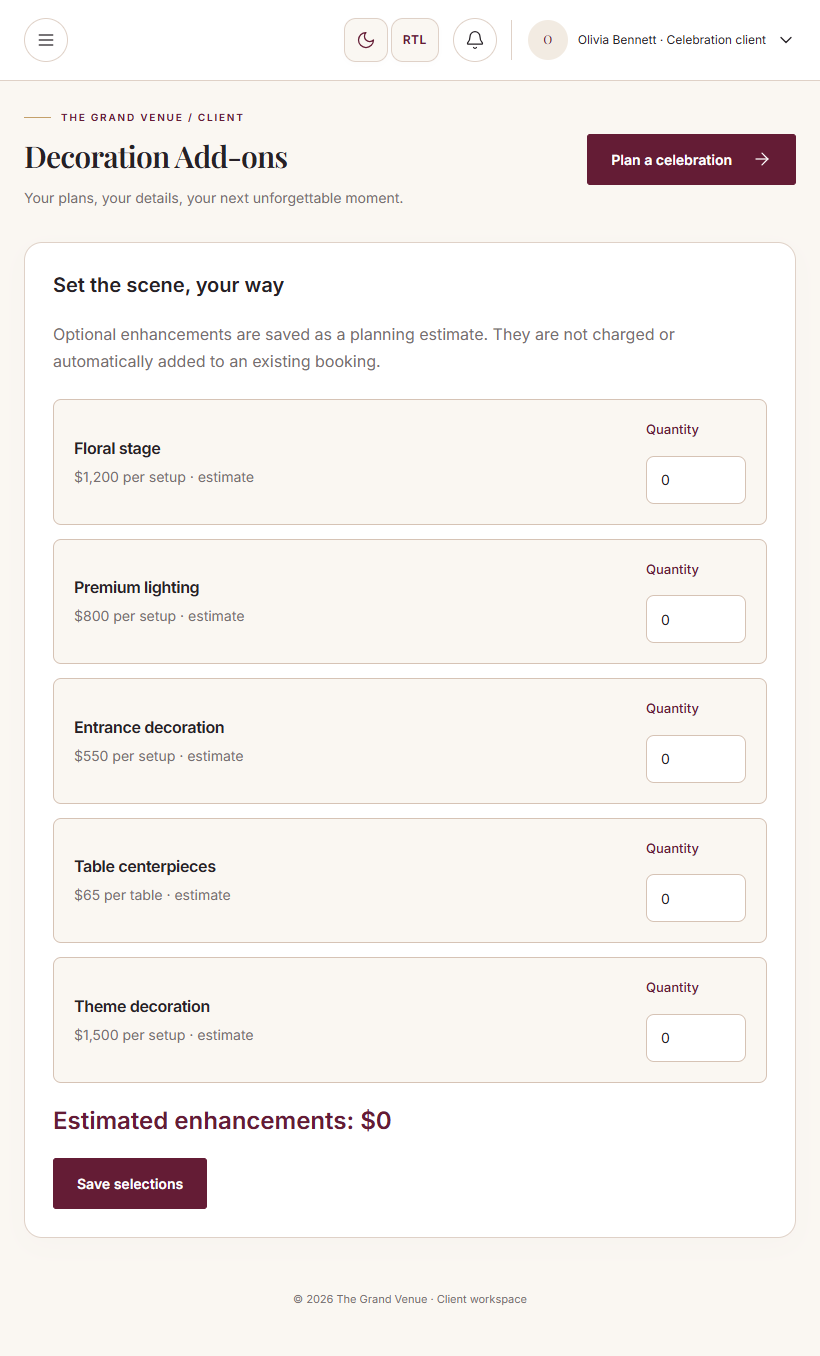 RTL
O
Olivia Bennett · Celebration client
THE GRAND VENUE / CLIENT
Decoration Add-ons
Your plans, your details, your next unforgettable moment.
Plan a celebration
Set the scene, your way
Optional enhancements are saved as a planning estimate. They are not charged or
automatically added to an existing booking.
Floral stage
$1,200 per setup · estimate
Quantity
0
Premium lighting
$800 per setup · estimate
Quantity
0
Entrance decoration
$550 per setup · estimate
Quantity
0
Table centerpieces
$65 per table · estimate
Quantity
0
Theme decoration
$1,500 per setup · estimate
Quantity
0
Estimated enhancements: $0
Save selections
© 2026 The Grand Venue · Client workspace